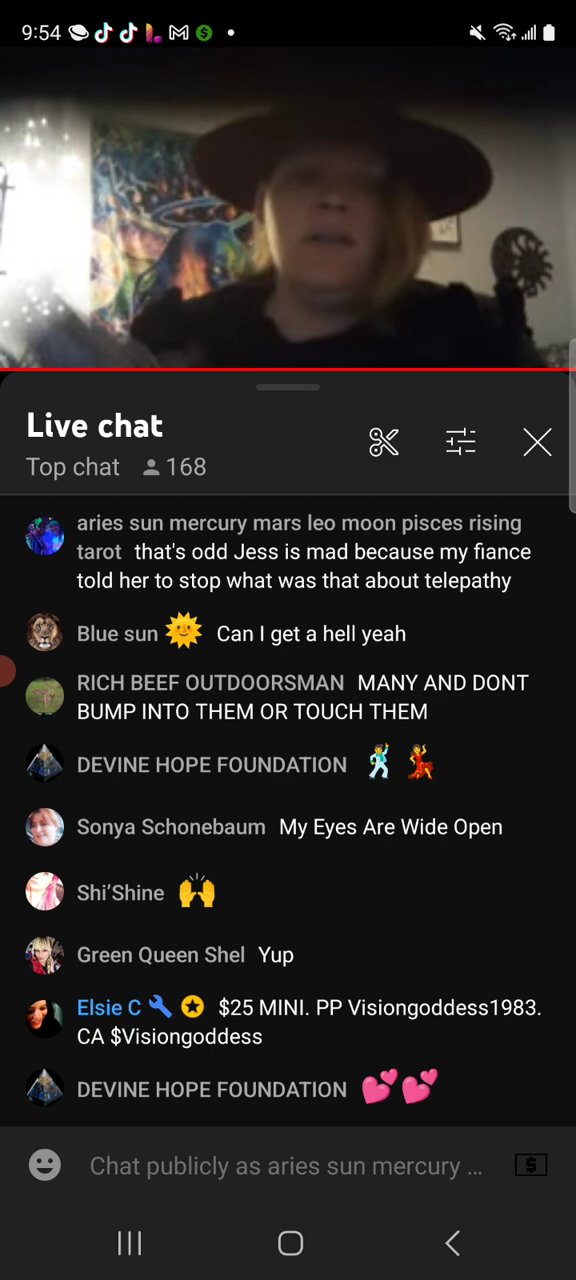 9:54
Live chat
Top chat 168
aries sun mercury mars leo moon pisces rising
tarot that's odd Jess is mad because my fiance
told her to stop what was that about telepathy
Blue sun 🌞 Can I get a hell yeah
RICH BEEF OUTDOORSMAN MANY AND DONT
BUMP INTO THEM OR TOUCH THEM
DEVINE HOPE FOUNDATION 🕺 💃
Sonya Schonebaum My Eyes Are Wide Open
Shi’Shine 🙌
Green Queen Shel Yup
Elsie C 🔧 $25 MINI. PP Visiongoddess1983.
CA $Visiongoddess
DEVINE HOPE FOUNDATION 💕💕
Chat publicly as aries sun mercury ...